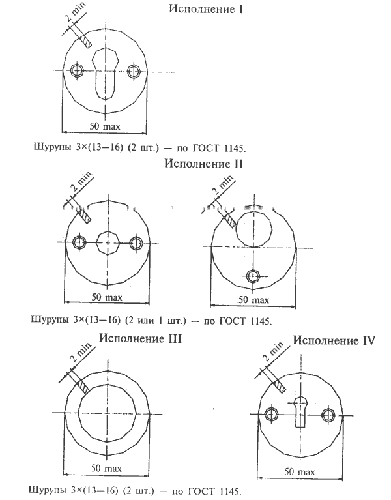 Исполнение I
2 min
50 max
Шурупы 3×(13—16) (2 шт.) — по ГОСТ 1145.
Исполнение II
2 min
2 min
50 max
50 max
Шурупы 3×(13—16) (2 или 1 шт.) — по ГОСТ 1145.
Исполнение III
Исполнение IV
2 min
2 min
50 max
50 max
Шурупы 3×(13—16) (2 шт.) — по ГОСТ 1145.